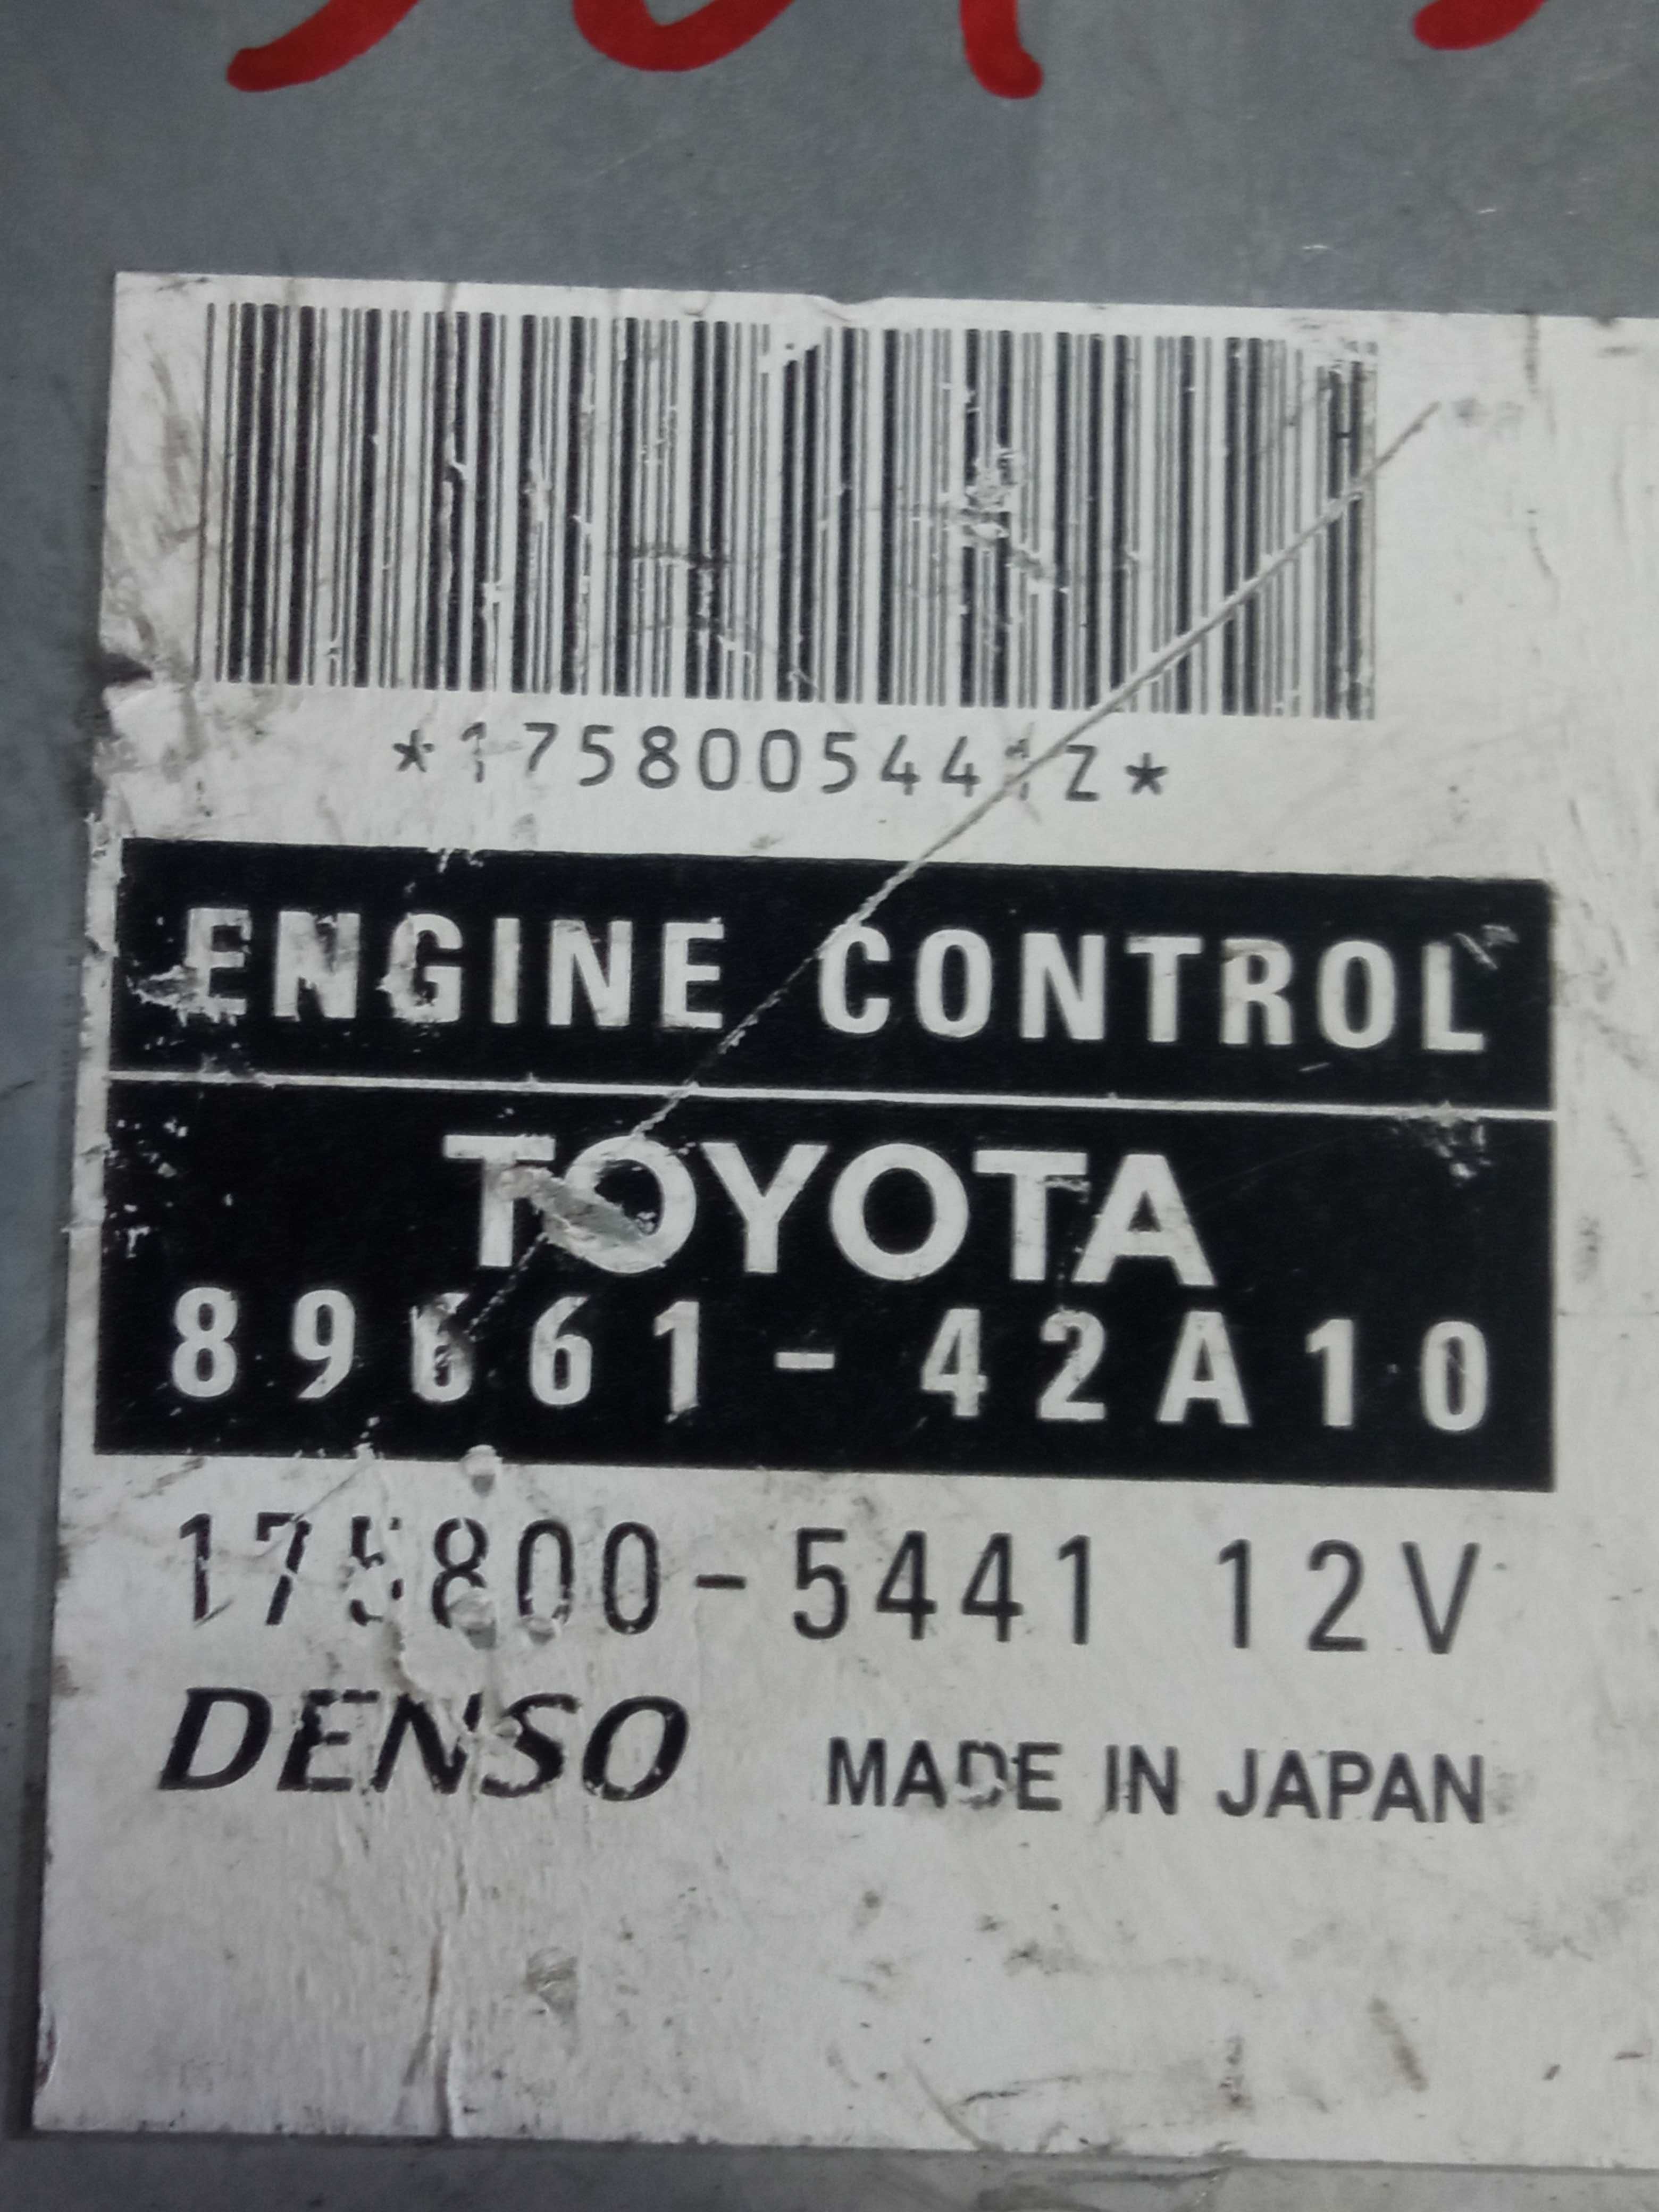 *1758005441Z*
ENGINE CONTROL
TOYOTA
89661-42A10
175800-5441 12V
DENSO
MADE IN JAPAN